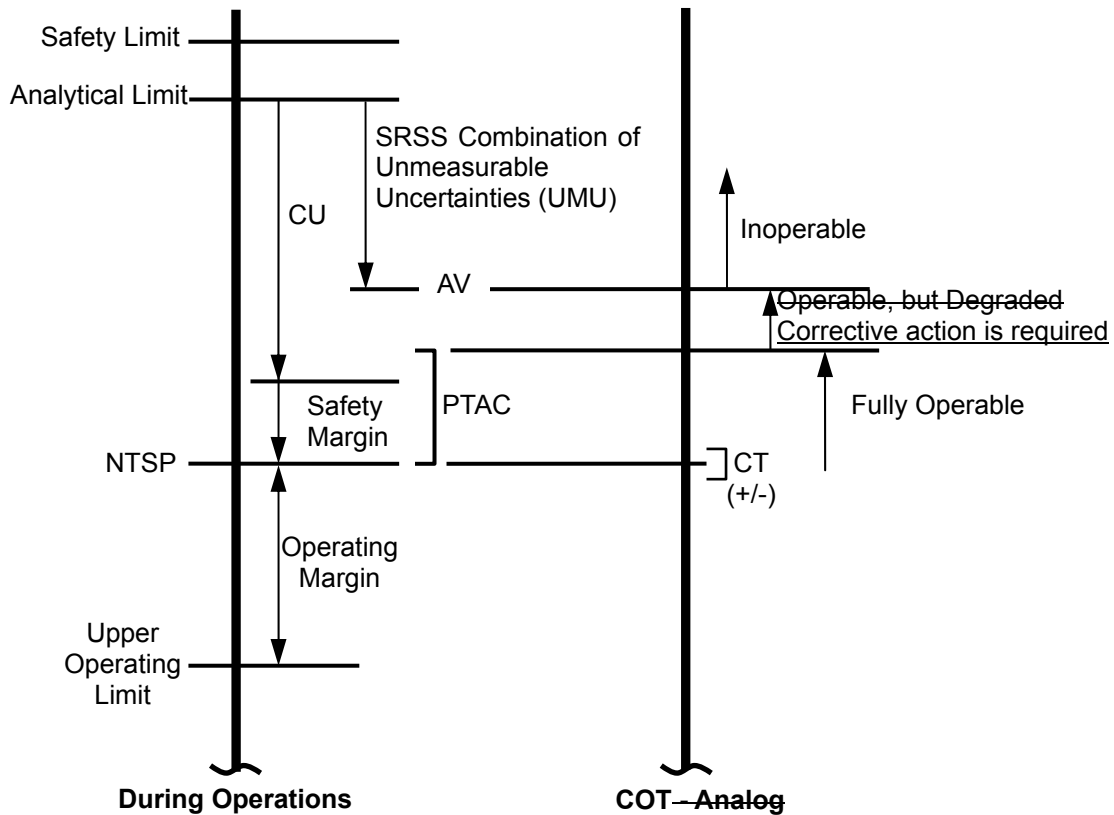 Safety Limit
Analytical Limit
SRSS Combination of
Unmeasurable
Uncertainties (UMU)
CU
Inoperable
AV
Operable, but Degraded
Corrective action is required
PTAC
Safety
Margin
Fully Operable
NTSP
CT
(+/-)
Operating
Margin
Upper
Operating
Limit
During Operations
COT - Analog